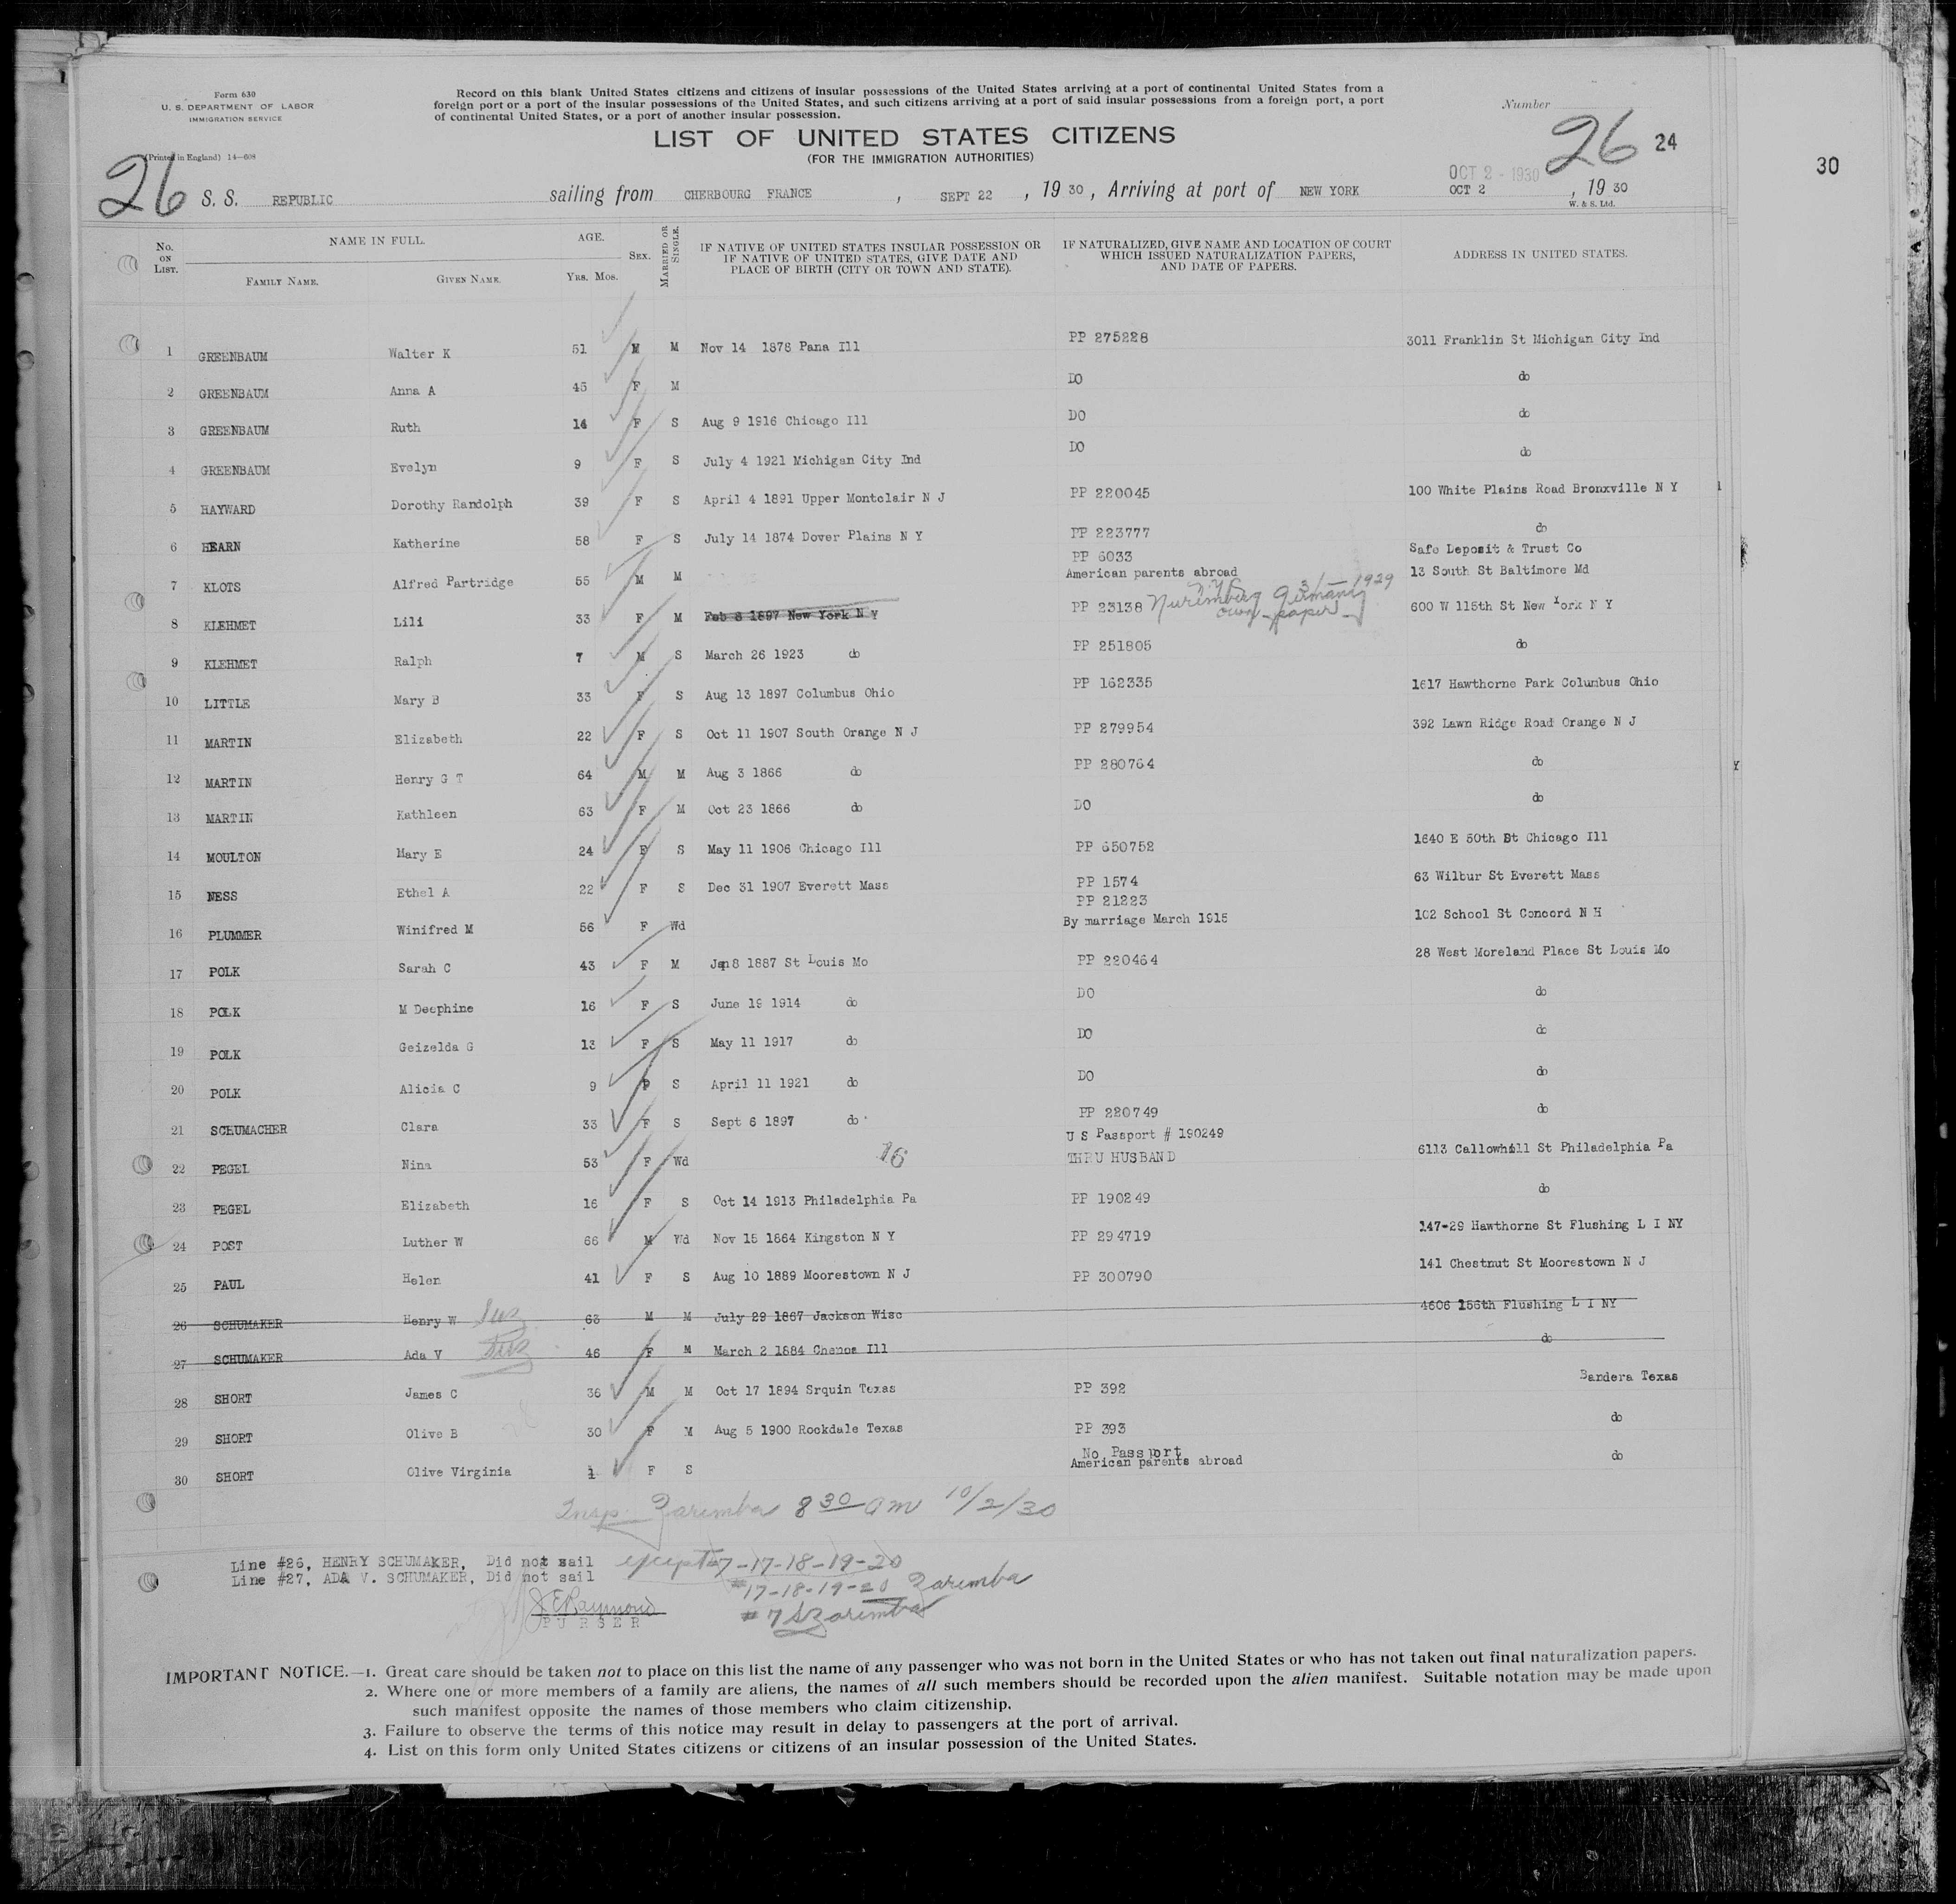 Form 630
U. S. DEPARTMENT OF LABOR
IMMIGRATION SERVICE
(Printed in England) 14—608
Record on this blank United States citizens and citizens of insular possessions of the United States arriving at a port of continental United States from a
foreign port or a port of the insular possessions of the United States, and such citizens arriving at a port of said insular possessions from a foreign port, a port
of continental United States, or a port of another insular possession.
Number
LIST OF UNITED STATES CITIZENS
(FOR THE IMMIGRATION AUTHORITIES)
26 24
30
OCT 2 - 1930
26 S. S. REPUBLIC sailing from CHERBOURG FRANCE , SEPT 22 , 19 30 , Arriving at port of NEW YORK OCT 2 , 19 30
W. & S. Ltd.
No. ON LIST. NAME IN FULL. FAMILY NAME. GIVEN NAME. AGE. YRS. MOS. SEX. MARRIED OR SINGLE. IF NATIVE OF UNITED STATES INSULAR POSSESSION OR IF NATIVE OF UNITED STATES, GIVE DATE AND PLACE OF BIRTH (CITY OR TOWN AND STATE). IF NATURALIZED, GIVE NAME AND LOCATION OF COURT WHICH ISSUED NATURALIZATION PAPERS, AND DATE OF PAPERS. ADDRESS IN UNITED STATES.
1 GREENBAUM Walter K 51 M M Nov 14 1878 Pana Ill PP 275228 3011 Franklin St Michigan City Ind
2 GREENBAUM Anna A 45 F M DO do
3 GREENBAUM Ruth 14 F S Aug 9 1916 Chicago Ill DO do
4 GREENBAUM Evelyn 9 F S July 4 1921 Michigan City Ind DO do
5 HAYWARD Dorothy Randolph 39 F S April 4 1891 Upper Montclair N J PP 220045 100 White Plains Road Bronxville N Y
6 HEARN Katherine 58 F S July 14 1874 Dover Plains N Y PP 223777 do
7 KLOTS Alfred Partridge 55 M M PP 6033 American parents abroad Safe Deposit & Trust Co 13 South St Baltimore Md
8 KLEHMET Lili 33 F M Feb 8 1897 New York N Y PP 23138 Nuremberg Germany 1929 own paper 600 W 115th St New York N Y
9 KLEHMET Ralph 7 M S March 26 1923 do PP 251805 do
10 LITTLE Mary B 33 F S Aug 13 1897 Columbus Ohio PP 162335 1617 Hawthorne Park Columbus Ohio
11 MARTIN Elizabeth 22 F S Oct 11 1907 South Orange N J PP 279954 392 Lawn Ridge Road Orange N J
12 MARTIN Henry G T 64 M M Aug 3 1866 do PP 280764 do
13 MARTIN Kathleen 63 F M Oct 23 1866 do DO do
14 MOULTON Mary E 24 F S May 11 1906 Chicago Ill PP 650752 1640 E 50th St Chicago Ill
15 NESS Ethel A 22 F S Dec 31 1907 Everett Mass PP 1574 63 Wilbur St Everett Mass
16 PLUMMER Winifred M 56 F Wd PP 21223 By marriage March 1915 102 School St Concord N H
17 POLK Sarah C 43 F M Jan8 1887 St Louis Mo PP 220464 28 West Moreland Place St Louis Mo
18 POLK M Deephine 16 F S June 19 1914 do DO do
19 POLK Geizelda G 13 F S May 11 1917 do DO do
20 POLK Alicia C 9 F S April 11 1921 do DO do
21 SCHUMACHER Clara 33 F S Sept 6 1897 do PP 220749 do
22 PEGEL Nina 53 F Wd 16 U S Passport # 190249 THRU HUSBAND 6113 Callowhill St Philadelphia Pa
23 PEGEL Elizabeth 16 F S Oct 14 1913 Philadelphia Pa PP 190249 do
24 POST Luther W 66 M Wd Nov 15 1864 Kingston N Y PP 294719 147-29 Hawthorne St Flushing L I NY
25 PAUL Helen 41 F S Aug 10 1889 Moorestown N J PP 300790 141 Chestnut St Moorestown N J
26 SCHUMAKER Henry W 63 M M July 29 1867 Jackson Wisc 4606 156th Flushing L I NY
27 SCHUMAKER Ada V 46 F M March 2 1884 Chenoa Ill do
28 SHORT James C 36 M M Oct 17 1894 Srquin Texas PP 392 Bandera Texas
29 SHORT Olive B 30 F M Aug 5 1900 Rockdale Texas PP 393 do
30 SHORT Olive Virginia 1 F S No Passport American parents abroad do
Insp. Zaremba 8 30 am 10/2/30
Line #26, HENRY SCHUMAKER, Did not sail except 7-17-18-19-20
Line #27, ADA V. SCHUMAKER, Did not sail
#17-18-19-20 Zaremba
# 7 Zaremba
PURSER
IMPORTANT NOTICE.—1. Great care should be taken not to place on this list the name of any passenger who was not born in the United States or who has not taken out final naturalization papers.
2. Where one or more members of a family are aliens, the names of all such members should be recorded upon the alien manifest. Suitable notation may be made upon
such manifest opposite the names of those members who claim citizenship.
3. Failure to observe the terms of this notice may result in delay to passengers at the port of arrival.
4. List on this form only United States citizens or citizens of an insular possession of the United States.